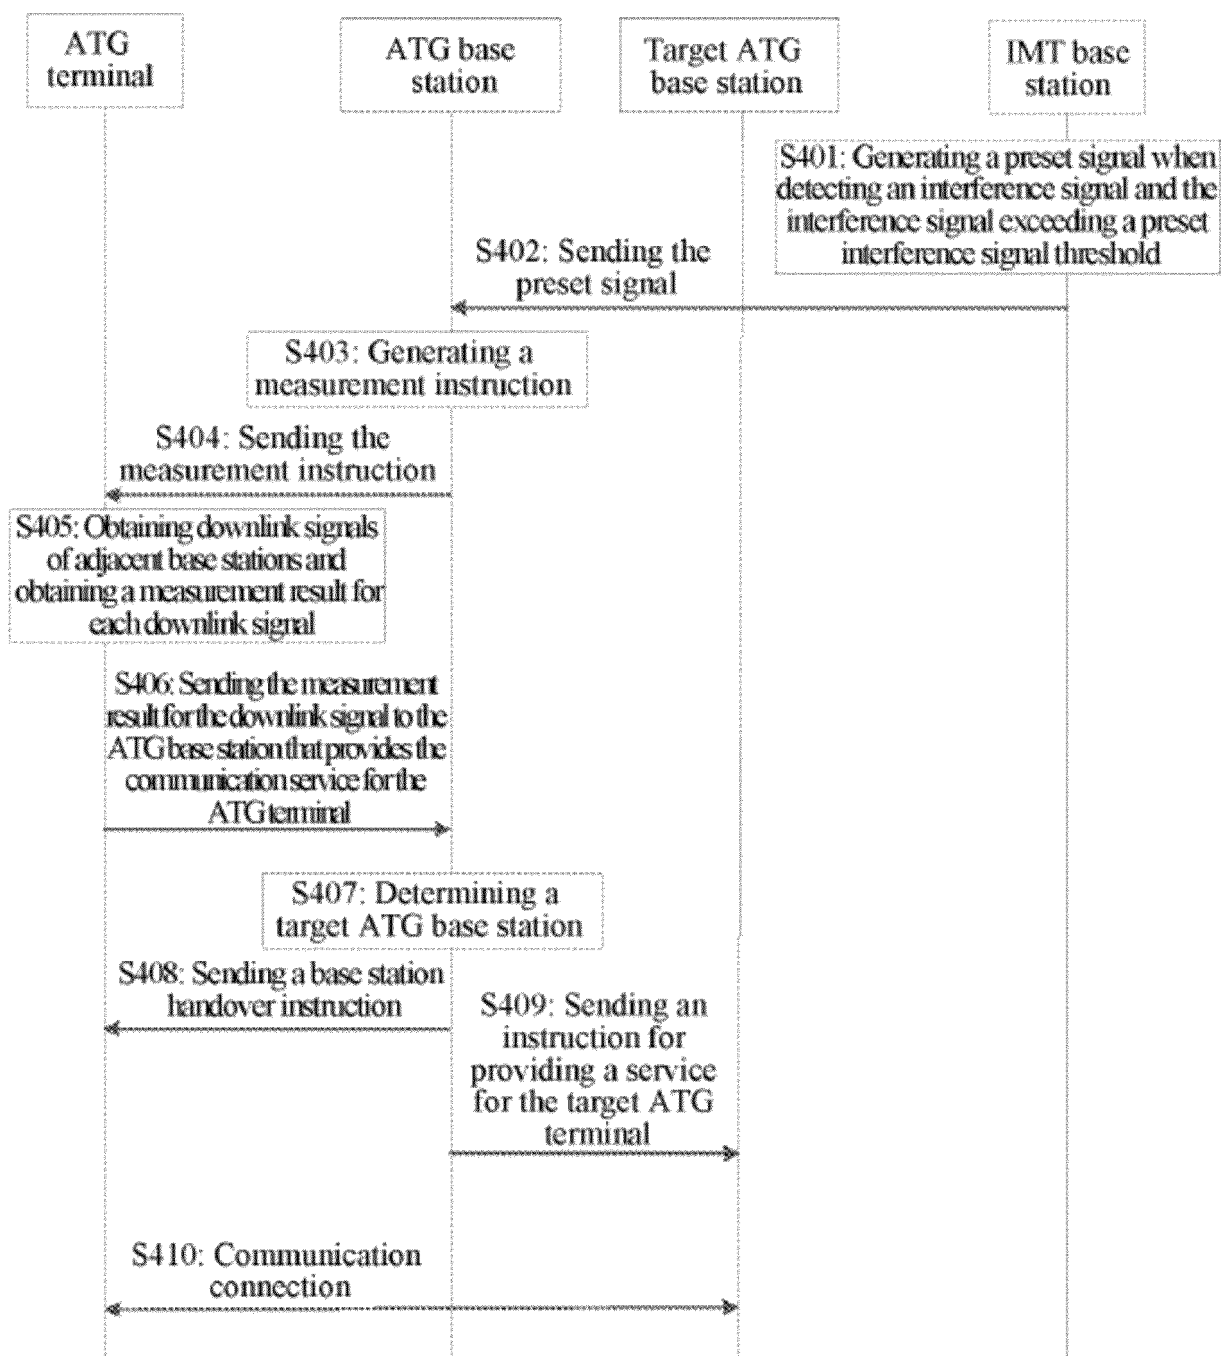 ATG
terminal
ATG base
station
Target ATG
base station
IMT base
station
S401: Generating a preset signal when
detecting an interference signal and the
interference signal exceeding a preset
interference signal threshold
S402: Sending the
preset signal
S403: Generating a
measurement instruction
S404: Sending the
measurement instruction
S405: Obtaining downlink signals
of adjacent base stations and
obtaining a measurement result for
each downlink signal
S406: Sending the measurement
result for the downlink signal to the
ATG base station that provides the
communication service for the
ATG terminal
S407: Determining a
target ATG base station
S408: Sending a base station
handover instruction
S409: Sending an
instruction for
providing a service
for the target ATG
terminal
S410: Communication
connection